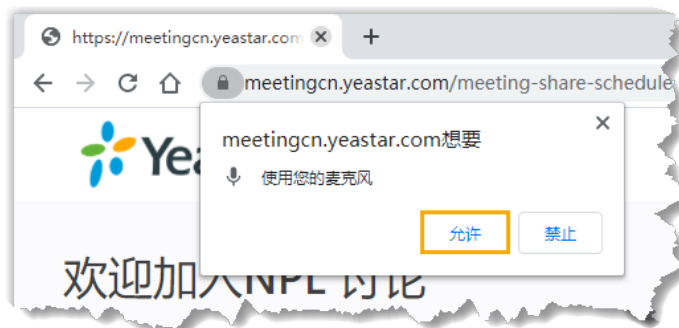 https://meetingcn.yeastar.com
meetingcn.yeastar.com/meeting-share-schedule
meetingcn.yeastar.com想要
使用您的麦克风
允许 禁止
欢迎加入NPL 讨论